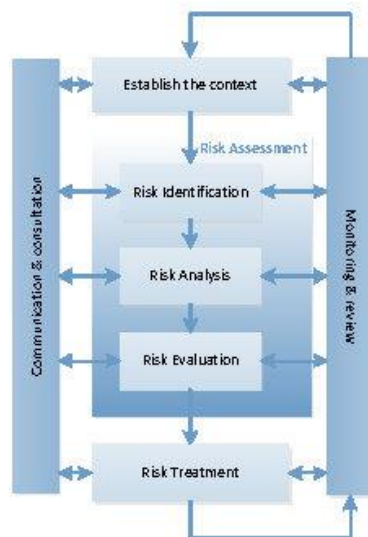 Establish the context
Risk Assessment
Risk Identification
Risk Analysis
Risk Evaluation
Risk Treatment
Communication & consultation
Monitoring & review